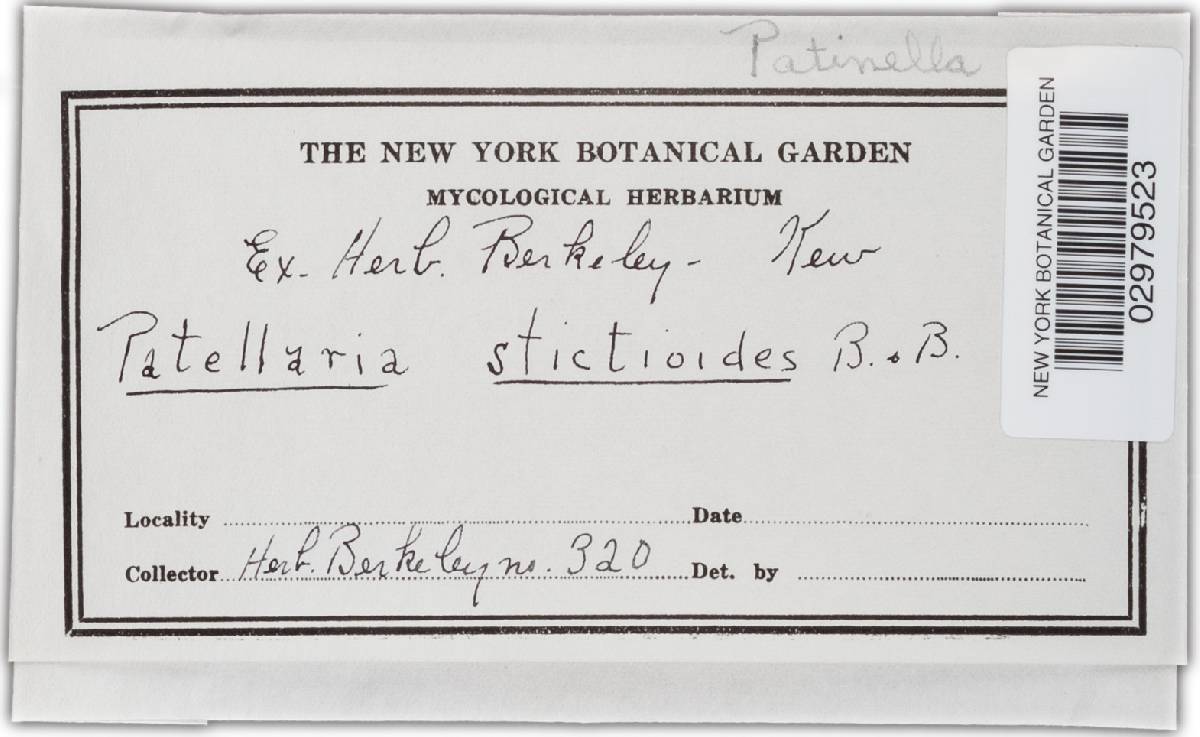 Patinella
THE NEW YORK BOTANICAL GARDEN
MYCOLOGICAL HERBARIUM
Ex. Herb. Berkeley - Kew
Patellaria stictioides B. & B.
Locality Date
Collector Herb. Berkeley no. 320 Det. by
NEW YORK BOTANICAL GARDEN
02979523